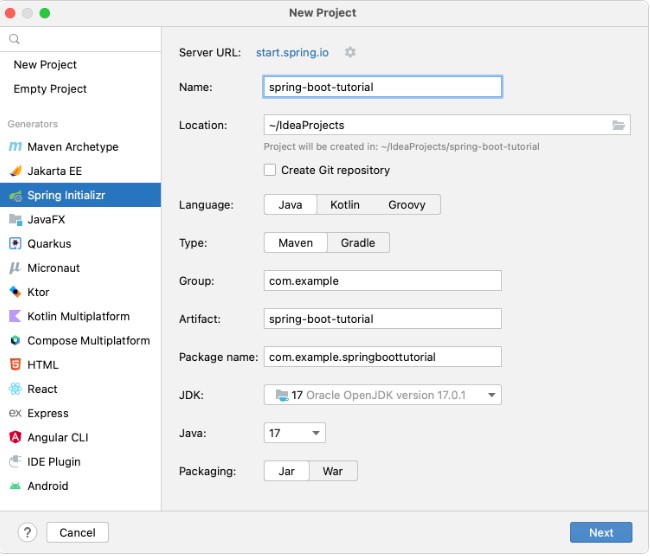 New Project
New Project
Empty Project
Generators
Maven Archetype
Jakarta EE
Spring Initializr
JavaFX
Quarkus
Micronaut
Ktor
Kotlin Multiplatform
Compose Multiplatform
HTML
React
Express
Angular CLI
IDE Plugin
Android
Server URL: start.spring.io
Name: spring-boot-tutorial
Location: ~/IdeaProjects
Project will be created in: ~/IdeaProjects/spring-boot-tutorial
Create Git repository
Language: Java Kotlin Groovy
Type: Maven Gradle
Group: com.example
Artifact: spring-boot-tutorial
Package name: com.example.springboottutorial
JDK: 17 Oracle OpenJDK version 17.0.1
Java: 17
Packaging: Jar War
? Cancel Next